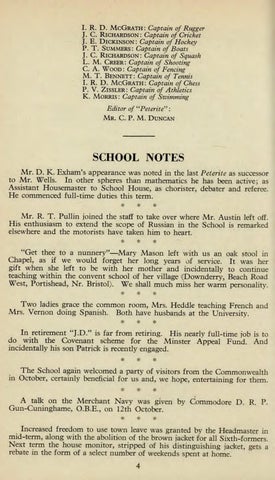 I. R. D. McGrath: Captain of Rugger
J. C. Richardson: Captain of Cricket
J. E. Dickinson: Captain of Hockey
P. T. Summers: Captain of Boats
J. C. Richardson: Captain of Squash
L. M. Creer: Captain of Shooting
C. A. Wood: Captain of Fencing
M. T. Bennett: Captain of Tennis
I. R. D. McGrath: Captain of Chess
P. V. Zissler: Captain of Athletics
K. Morris: Captain of Swimming
Editor of "Peterite":
Mr. C. P. M. Duncan
SCHOOL NOTES
Mr. D. K. Exham's appearance was noted in the last Peterite as successor
to Mr. Wells. In other spheres than mathematics he has been active; as
Assistant Housemaster to School House, as chorister, debater and referee.
He commenced full-time duties this term.
* * *
Mr. R. T. Pullin joined the staff to take over where Mr. Austin left off.
His enthusiasm to extend the scope of Russian in the School is remarked
elsewhere and the motorists have taken him to heart.
* * *
"Get thee to a nunnery"—Mary Mason left with us an oak stool in
Chapel, as if we would forget her long years of service. It was her
gift when she left to be with her mother and incidentally to continue
teaching within the convent school of her village (Downderry, Beach Road
West, Portishead, Nr. Bristol). We shall much miss her warm personality.
* * *
Two ladies grace the common room, Mrs. Heddle teaching French and
Mrs. Vernon doing Spanish. Both have husbands at the University.
* * *
In retirement "J.D." is far from retiring. His nearly full-time job is to
do with the Covenant scheme for the Minster Appeal Fund. And
incidentally his son Patrick is recently engaged.
* * *
The School again welcomed a party of visitors from the Commonwealth
in October, certainly beneficial for us and, we hope, entertaining for them.
* * *
A talk on the Merchant Navy was given by Commodore D. R. P.
Gun-Cuninghame, O.B.E., on 12th October.
* * *
Increased freedom to use town leave was granted by the Headmaster in
mid-term, along with the abolition of the brown jacket for all Sixth-formers.
Next term the house monitor, stripped of his distinguishing jacket, gets a
rebate in the form of a select number of weekends spent at home.
4